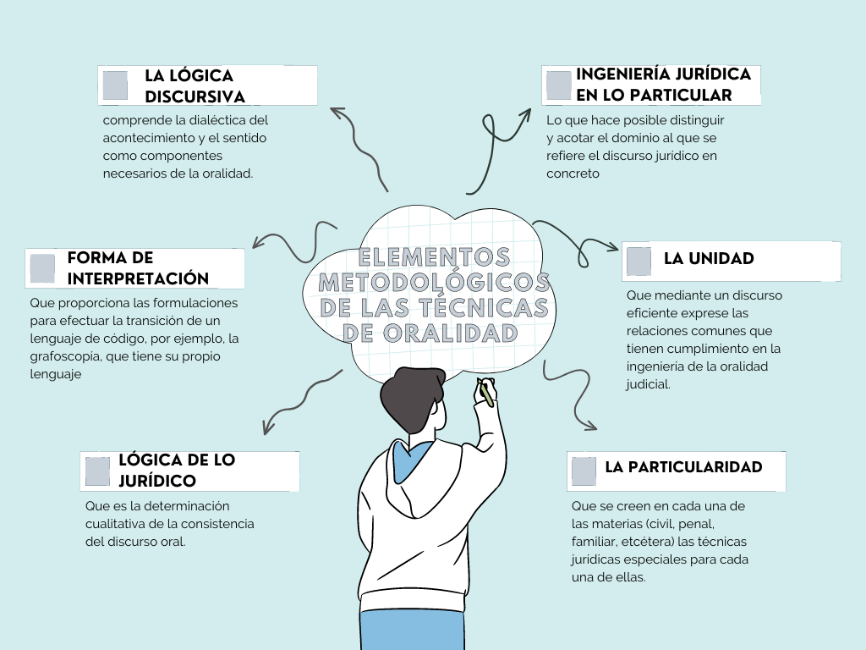 ELEMENTOS
METODOLÓGICOS
DE LAS TÉCNICAS
DE ORALIDAD
LA LÓGICA
DISCURSIVA
comprende la dialéctica del
acontecimiento y el sentido
como componentes
necesarios de la oralidad.
INGENIERÍA JURÍDICA
EN LO PARTICULAR
Lo que hace posible distinguir
y acotar el dominio al que se
refiere el discurso jurídico en
concreto
FORMA DE
INTERPRETACIÓN
Que proporciona las formulaciones
para efectuar la transición de un
lenguaje de código, por ejemplo, la
grafoscopía, que tiene su propio
lenguaje
LA UNIDAD
Que mediante un discurso
eficiente exprese las
relaciones comunes que
tienen cumplimiento en la
ingeniería de la oralidad
judicial.
LÓGICA DE LO
JURÍDICO
Que es la determinación
cualitativa de la consistencia
del discurso oral.
LA PARTICULARIDAD
Que se creen en cada una de
las materias (civil, penal,
familiar, etcétera) las técnicas
jurídicas especiales para cada
una de ellas.